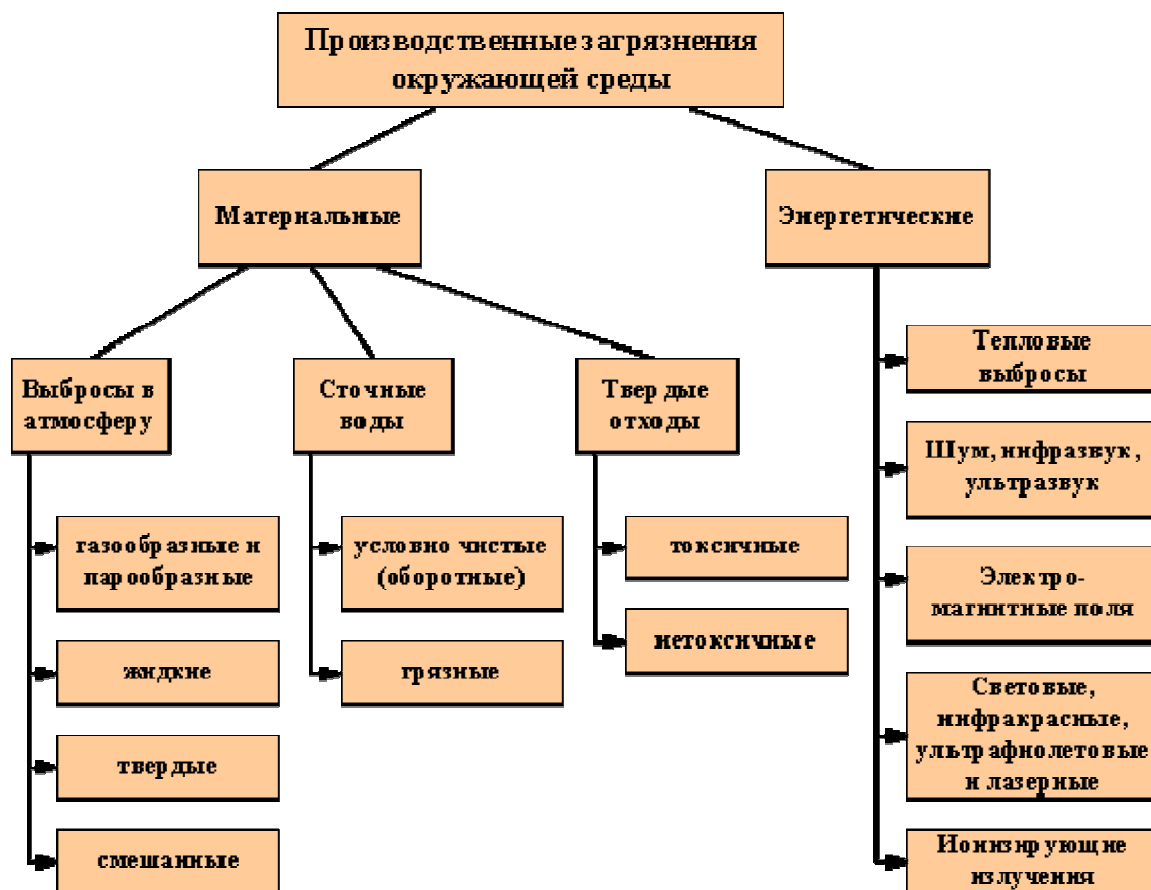 Производственные загрязнения
окружающей среды
Материальные
Энергетические
Выбросы в
атмосферу
Сточные
воды
Твердые
отходы
газообразные и
парообразные
жидкие
твердые
смешанные
условно чистые
(оборотные)
грязные
токсичные
нетоксичные
Тепловые
выбросы
Шум, инфразвук,
ультразвук
Электро-
магнитные поля
Световые,
инфракрасные,
ультрафиолетовые
и лазерные
Ионизирующие
излучения